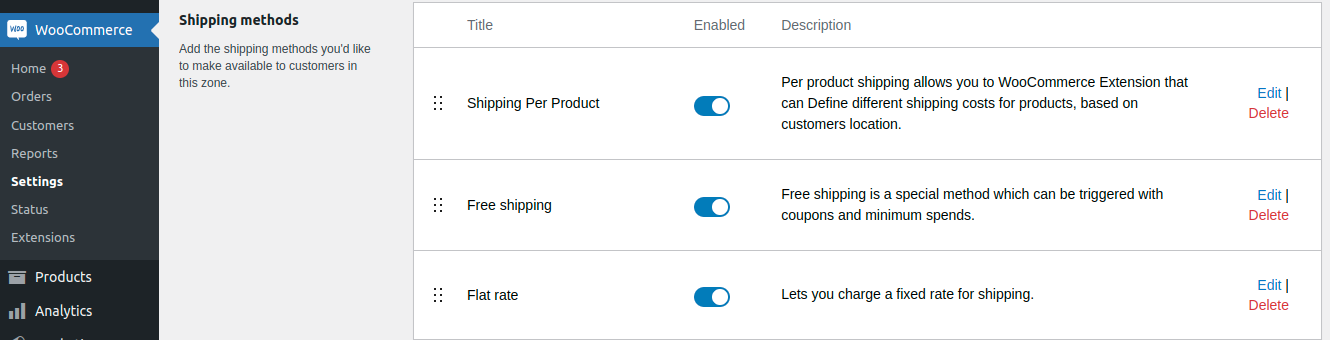 WOO WooCommerce
Home 3
Orders
Customers
Reports
Settings
Status
Extensions
Products
Analytics
Shipping methods
Add the shipping methods you'd like
to make available to customers in
this zone.
Title Enabled Description
Shipping Per Product
Per product shipping allows you to WooCommerce Extension that
can Define different shipping costs for products, based on
customers location.
Edit |
Delete
Free shipping
Free shipping is a special method which can be triggered with
coupons and minimum spends.
Edit |
Delete
Flat rate
Lets you charge a fixed rate for shipping.
Edit |
Delete